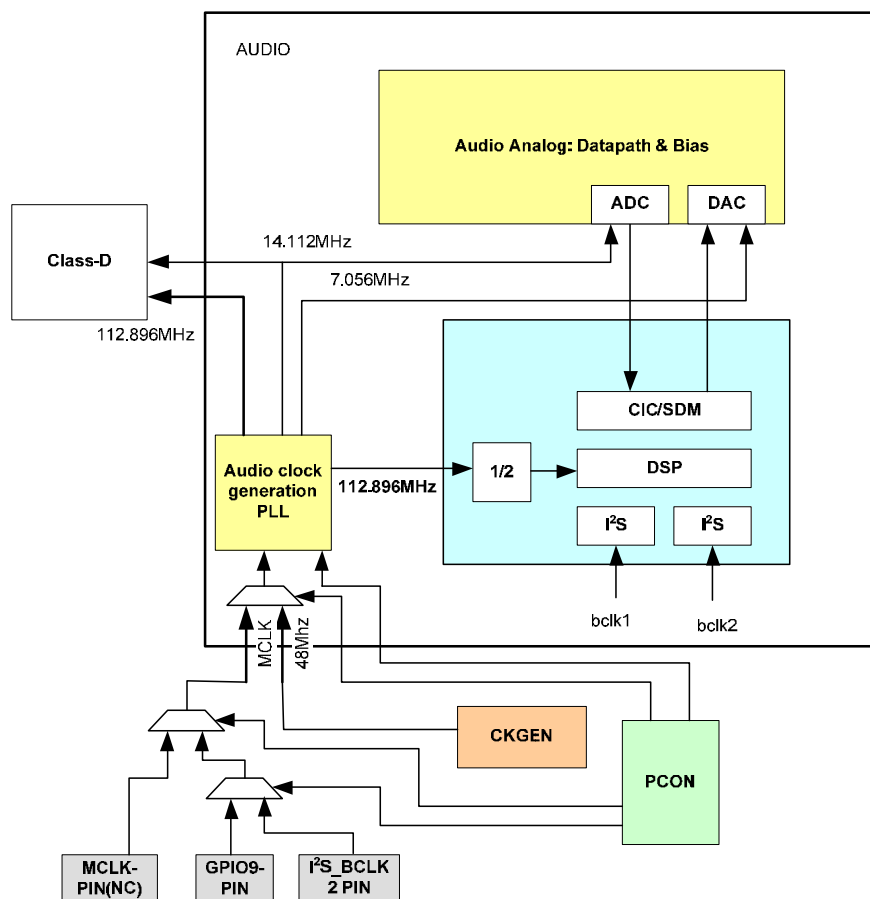 AUDIO
Audio Analog: Datapath & Bias
ADC
DAC
Class-D
14.112MHz
7.056MHz
112.896MHz
CIC/SDM
Audio clock
generation
PLL
112.896MHz
1/2
DSP
I²S
I²S
bclk1
bclk2
MCLK
48Mhz
CKGEN
PCON
MCLK-
PIN(NC)
GPIO9-
PIN
I²S_BCLK
2 PIN